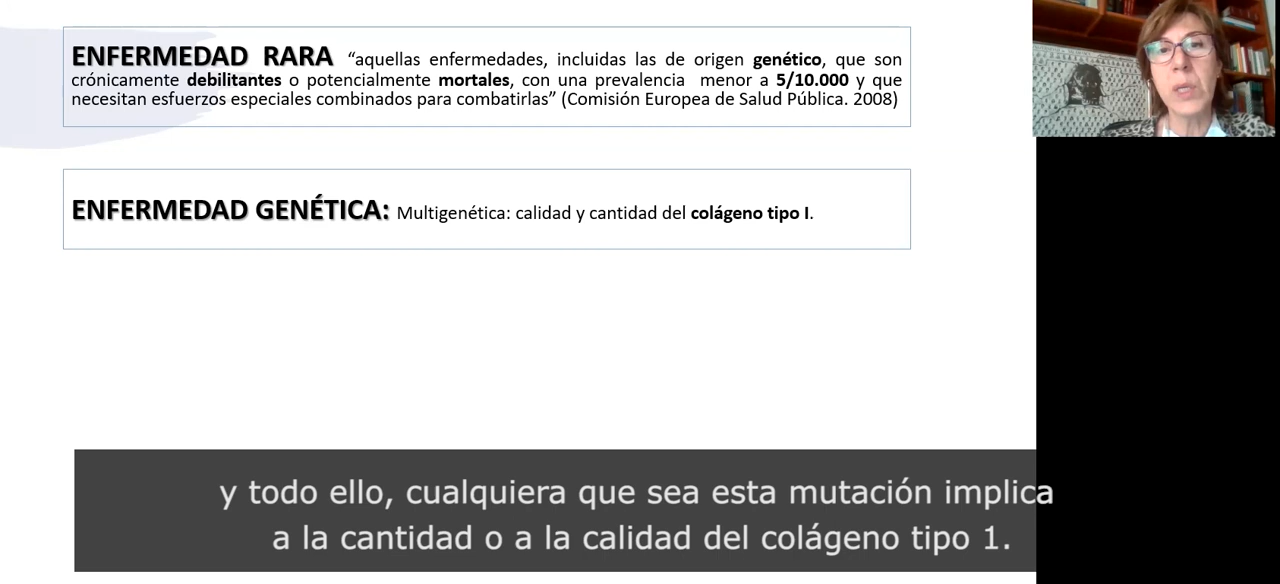 ENFERMEDAD RARA “aquellas enfermedades, incluidas las de origen genético, que son
crónicamente debilitantes o potencialmente mortales, con una prevalencia menor a 5/10.000 y que
necesitan esfuerzos especiales combinados para combatirlas” (Comisión Europea de Salud Pública. 2008)
ENFERMEDAD GENÉTICA: Multigenética: calidad y cantidad del colágeno tipo I.
y todo ello, cualquiera que sea esta mutación implica
a la cantidad o a la calidad del colágeno tipo 1.